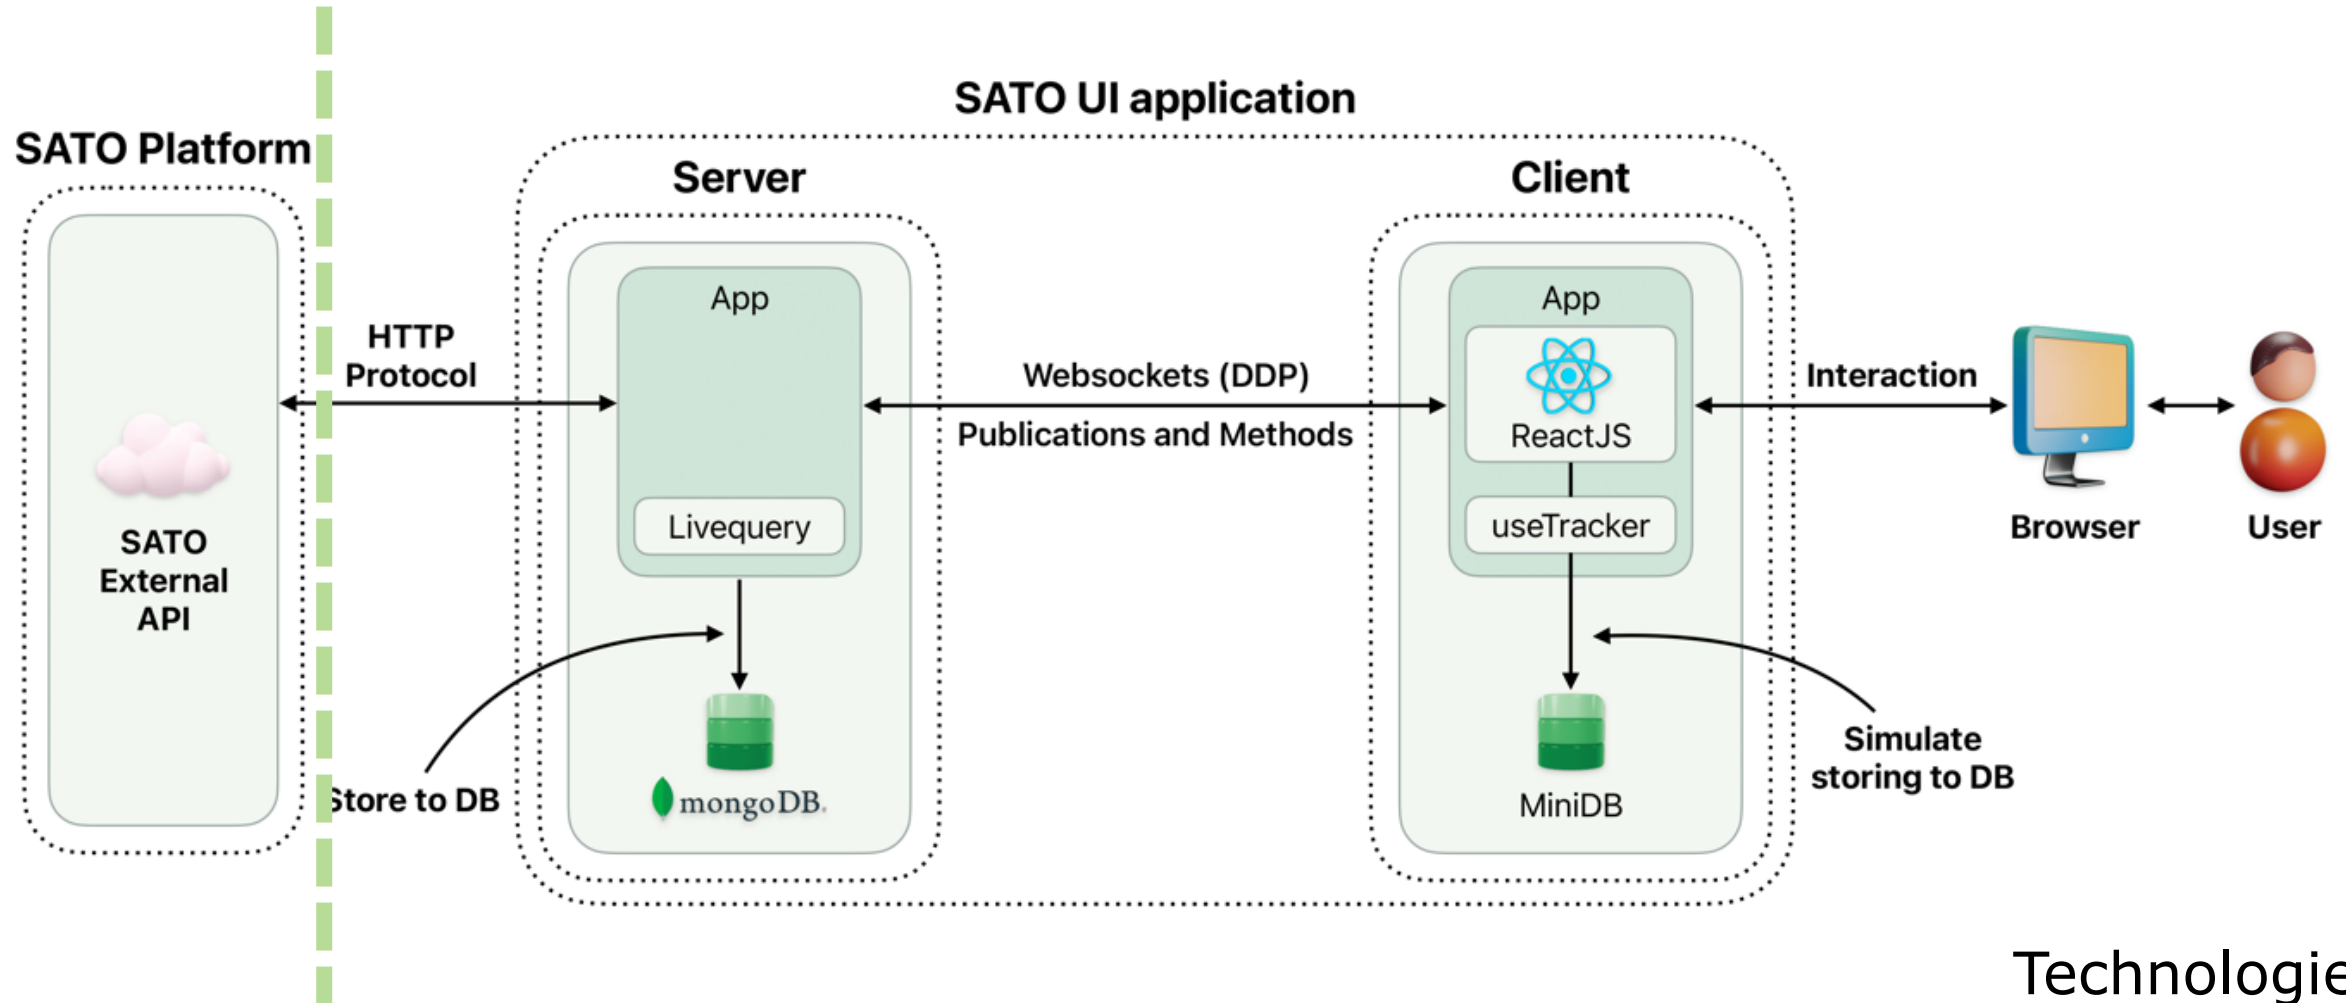 SATO UI application
SATO Platform
Server
Client
App
App
HTTP
Protocol
Websockets (DDP)
Interaction
Publications and Methods
ReactJS
Livequery
useTracker
Browser
User
SATO
External
API
Simulate
storing to DB
Store to DB
mongoDB.
MiniDB
Technologie